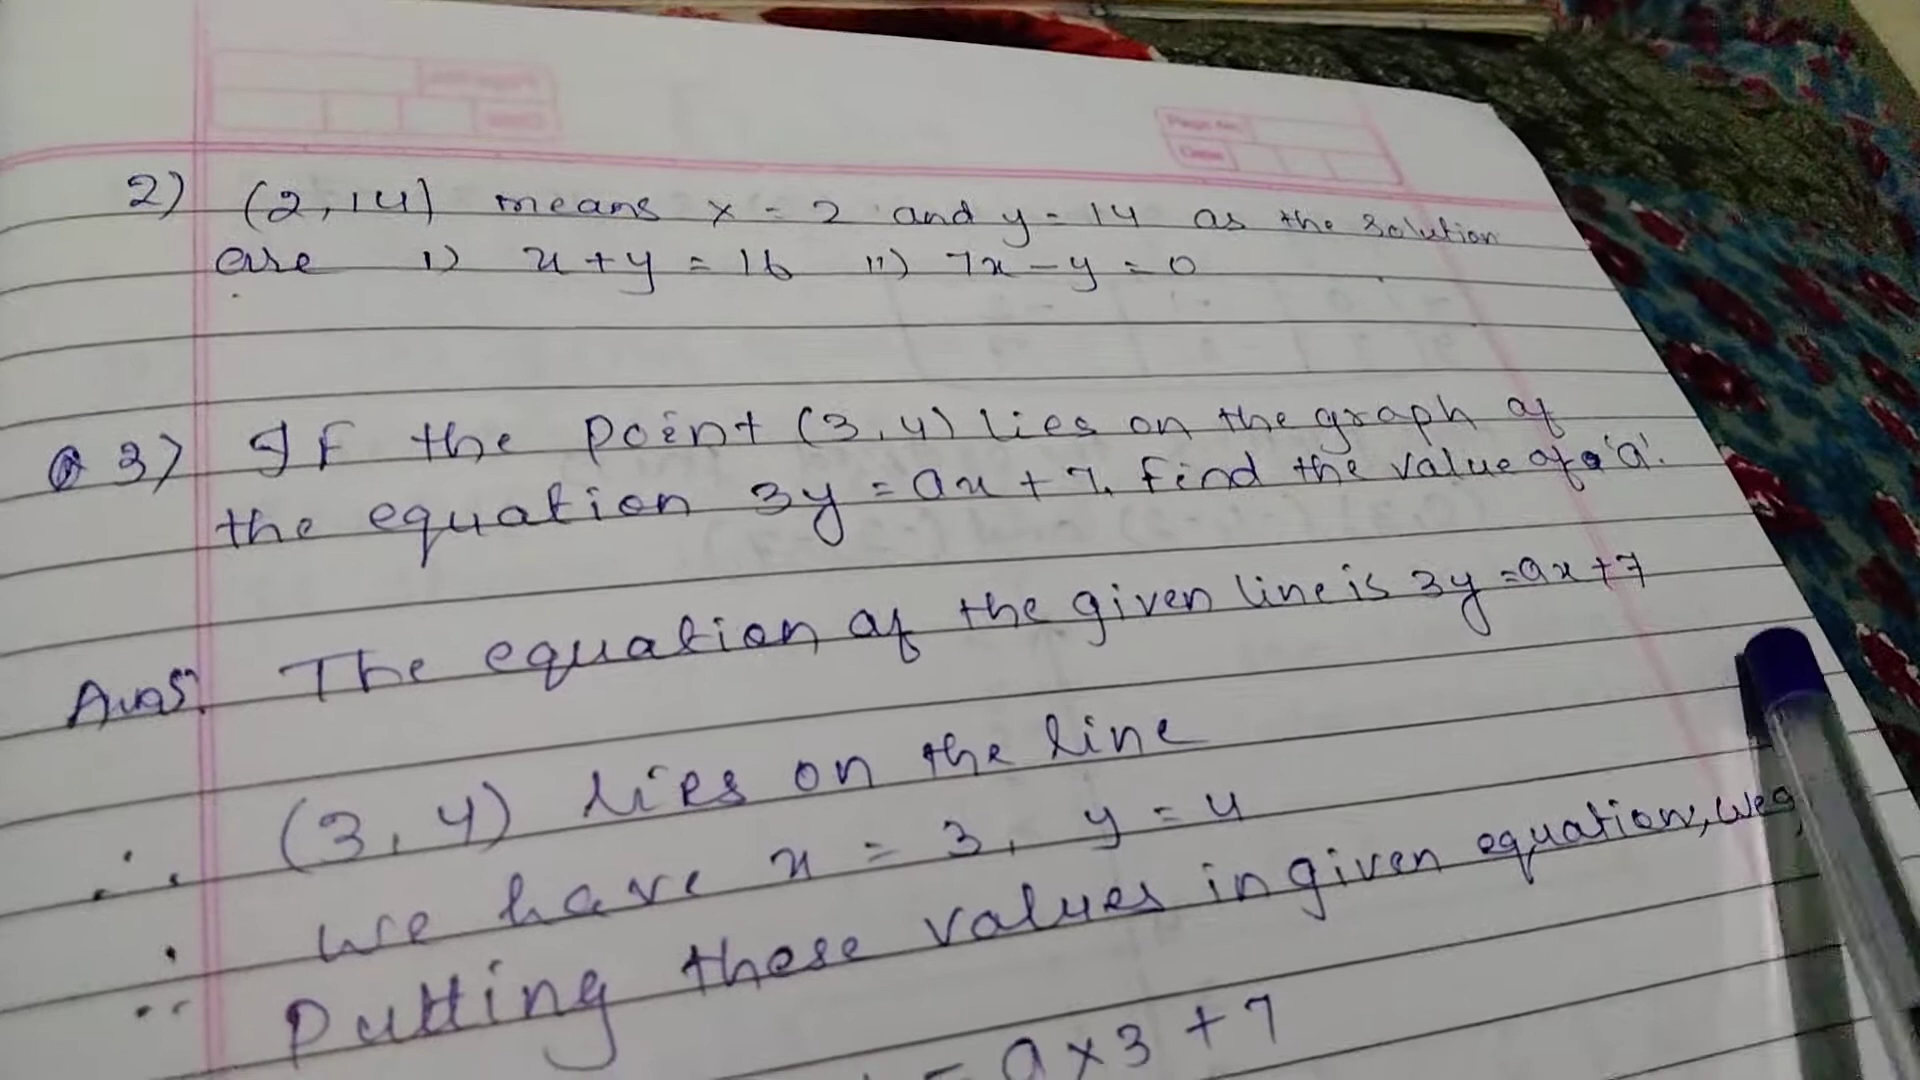 Page No.
Date
2) (2,14) means x = 2 and y = 14 as the solution
are i) x + y = 16 ii) 7x - y = 0
Q 3) If the point (3,4) lies on the graph of
the equation 3y = ax + 7. find the value of 'a'.
Ans. The equation of the given line is 3y = ax + 7
∴ (3,4) lies on the line
∴ we have x = 3, y = 4
∵ Putting these values in given equation, we
= a × 3 + 7